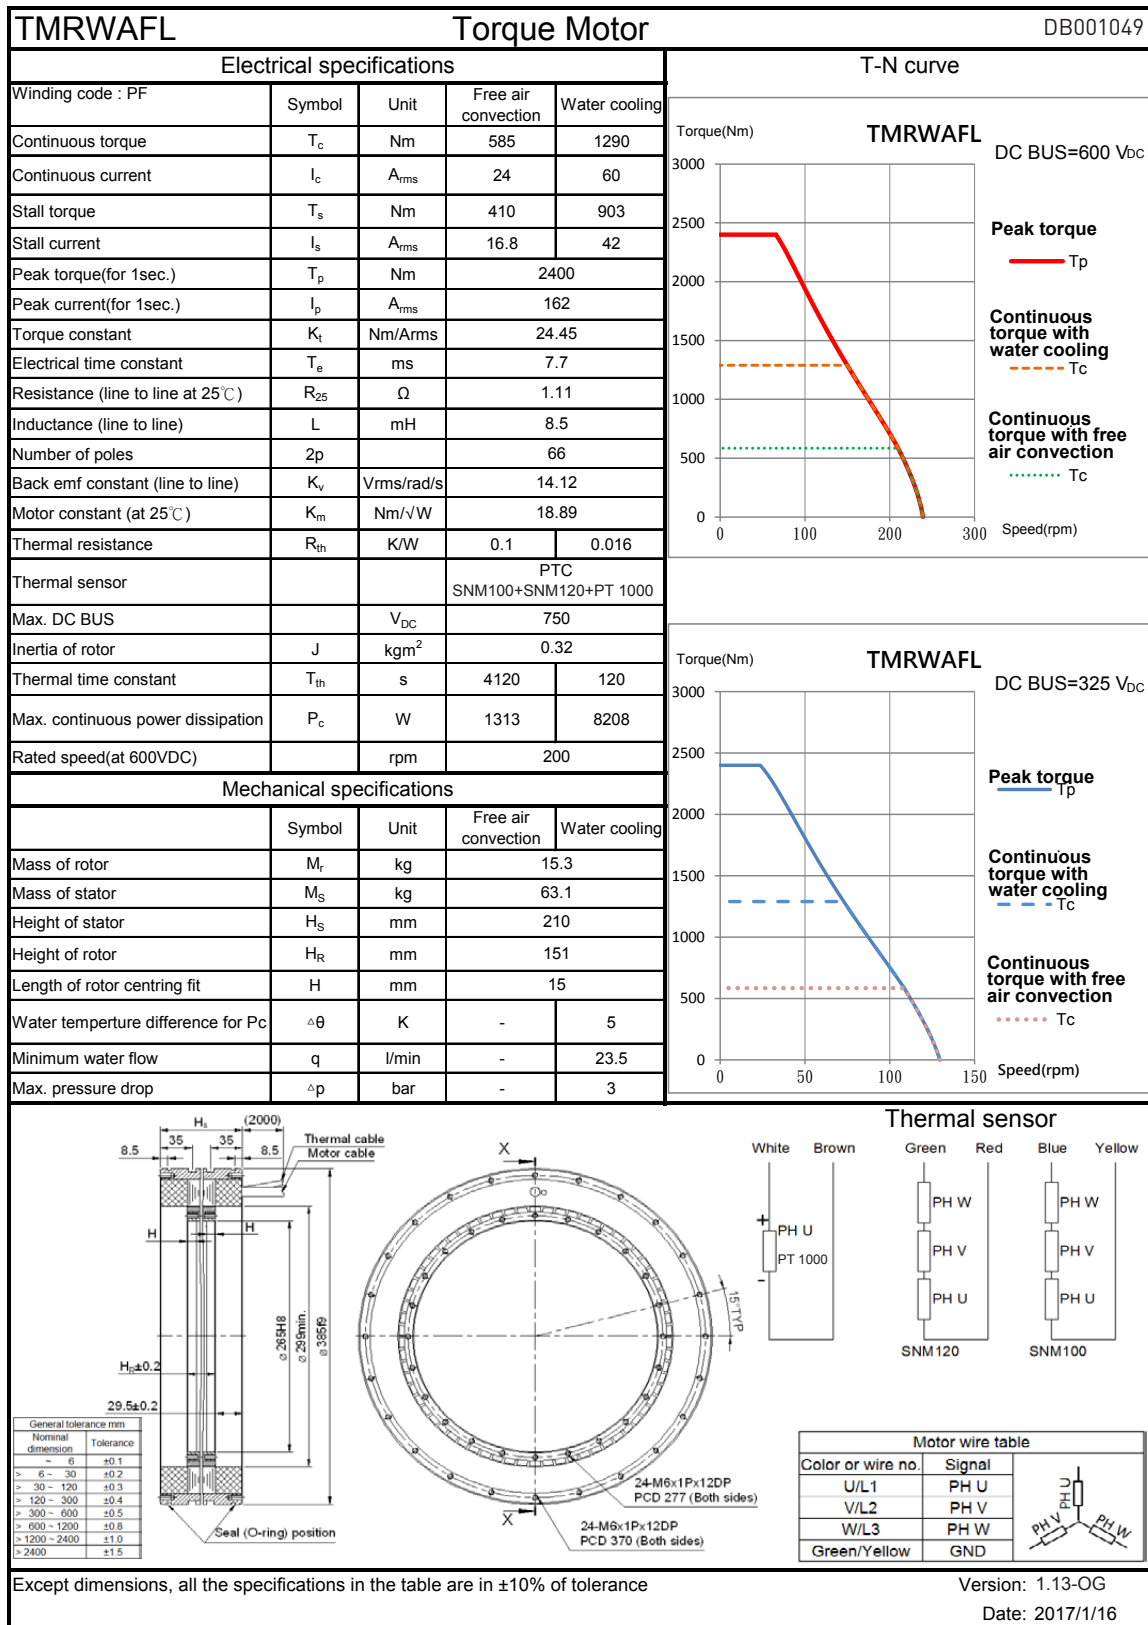 TMRWAFL Torque Motor DB001049
Electrical specifications
Winding code : PF Symbol Unit Free air convection Water cooling
Continuous torque Tc Nm 585 1290
Continuous current Ic Arms 24 60
Stall torque Ts Nm 410 903
Stall current Is Arms 16.8 42
Peak torque(for 1sec.) Tp Nm 2400
Peak current(for 1sec.) Ip Arms 162
Torque constant Kt Nm/Arms 24.45
Electrical time constant Te ms 7.7
Resistance (line to line at 25℃) R25 Ω 1.11
Inductance (line to line) L mH 8.5
Number of poles 2p 66
Back emf constant (line to line) Kv Vrms/rad/s 14.12
Motor constant (at 25℃) Km Nm/√W 18.89
Thermal resistance Rth K/W 0.1 0.016
Thermal sensor PTC
SNM100+SNM120+PT 1000
Max. DC BUS VDC 750
Inertia of rotor J kgm² 0.32
Thermal time constant Tth s 4120 120
Max. continuous power dissipation Pc W 1313 8208
Rated speed(at 600VDC) rpm 200
Mechanical specifications
Symbol Unit Free air convection Water cooling
Mass of rotor Mr kg 15.3
Mass of stator MS kg 63.1
Height of stator HS mm 210
Height of rotor HR mm 151
Length of rotor centring fit H mm 15
Water temperture difference for Pc △θ K - 5
Minimum water flow q l/min - 23.5
Max. pressure drop △p bar - 3
T-N curve
Torque(Nm) TMRWAFL
DC BUS=600 VDC
3000
2500
2000
1500
1000
500
0
0 100 200 300 Speed(rpm)
Peak torque
Tp
Continuous
torque with
water cooling
Tc
Continuous
torque with free
air convection
Tc
Torque(Nm) TMRWAFL
DC BUS=325 VDC
3000
2500
2000
1500
1000
500
0
0 50 100 150 Speed(rpm)
Peak torque
Tp
Continuous
torque with
water cooling
Tc
Continuous
torque with free
air convection
Tc
Hs (2000)
35 35
8.5 8.5
Thermal cable
Motor cable
H H
⌀265H8
⌀299min.
⌀385f9
HR±0.2
29.5±0.2
Seal (O-ring) position
X
X
15°TYP
24-M6x1Px12DP
PCD 277 (Both sides)
24-M6x1Px12DP
PCD 370 (Both sides)
General tolerance mm
Nominal dimension Tolerance
~ 6 ±0.1
> 6 ~ 30 ±0.2
> 30 ~ 120 ±0.3
> 120 ~ 300 ±0.4
> 300 ~ 600 ±0.5
> 600 ~ 1200 ±0.8
> 1200 ~ 2400 ±1.0
> 2400 ±1.5
Thermal sensor
White Brown Green Red Blue Yellow
+
PH U
PT 1000
-
PH W
PH V
PH U
SNM120
PH W
PH V
PH U
SNM100
Motor wire table
Color or wire no. Signal
U/L1 PH U
V/L2 PH V
W/L3 PH W
Green/Yellow GND
PH U
PH V
PH W
Except dimensions, all the specifications in the table are in ±10% of tolerance
Version: 1.13-OG
Date: 2017/1/16